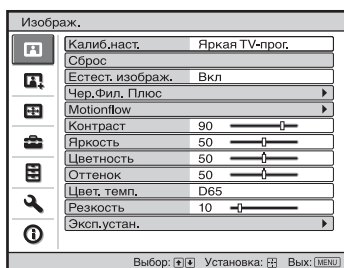 Изображ.
Калиб.наст. Яркая TV-прог.
Сброс
Естест. изображ. Вкл
Чер.Фил. Плюс
Motionflow
Контраст 90
Яркость 50
Цветность 50
Оттенок 50
Цвет. темп. D65
Резкость 10
Эксп.устан.
Выбор: Установка: Вых: MENU